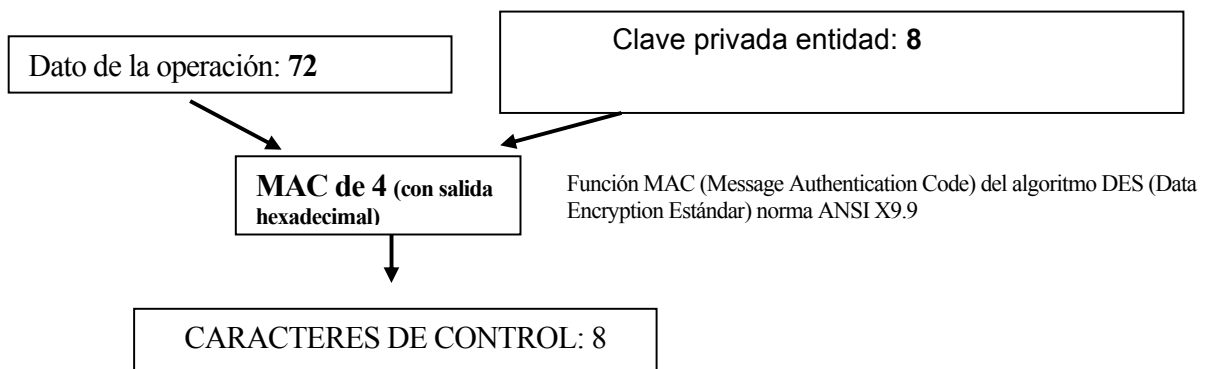 Clave privada entidad: 8
Dato de la operación: 72
MAC de 4 (con salida
hexadecimal)
Función MAC (Message Authentication Code) del algoritmo DES (Data
Encryption Estándar) norma ANSI X9.9
CARACTERES DE CONTROL: 8